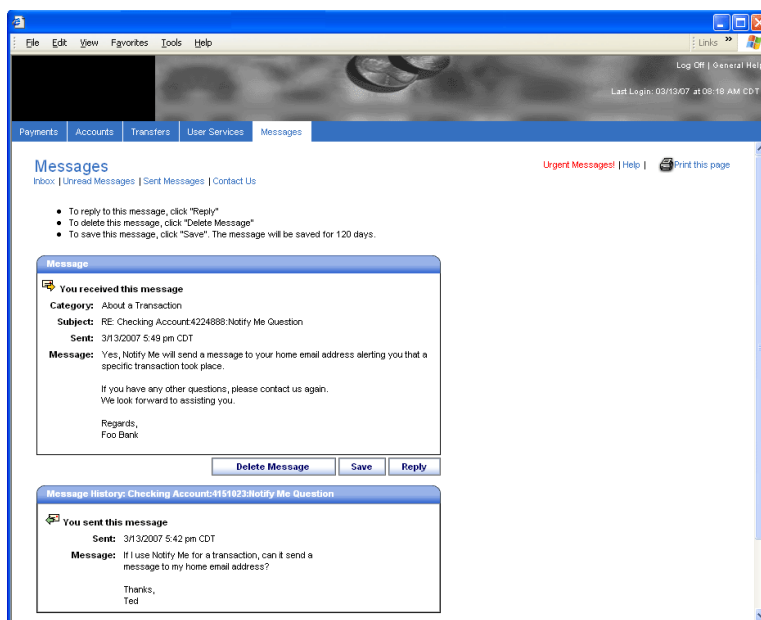 File Edit View Favorites Tools Help Links »
Log Off | General Help
Last Login: 03/13/07 at 08:18 AM CDT
Payments Accounts Transfers User Services Messages
Messages
Urgent Messages! | Help | Print this page
Inbox | Unread Messages | Sent Messages | Contact Us
To reply to this message, click "Reply"
To delete this message, click "Delete Message"
To save this message, click "Save". The message will be saved for 120 days.
Message
You received this message
Category: About a Transaction
Subject: RE: Checking Account:4224888:Notify Me Question
Sent: 3/13/2007 5:49 pm CDT
Message: Yes, Notify Me will send a message to your home email address alerting you that a
specific transaction took place.
If you have any other questions, please contact us again.
We look forward to assisting you.
Regards,
Foo Bank
Delete Message Save Reply
Message History: Checking Account:4151023:Notify Me Question
You sent this message
Sent: 3/13/2007 5:42 pm CDT
Message: If I use Notify Me for a transaction, can it send a
message to my home email address?
Thanks,
Ted